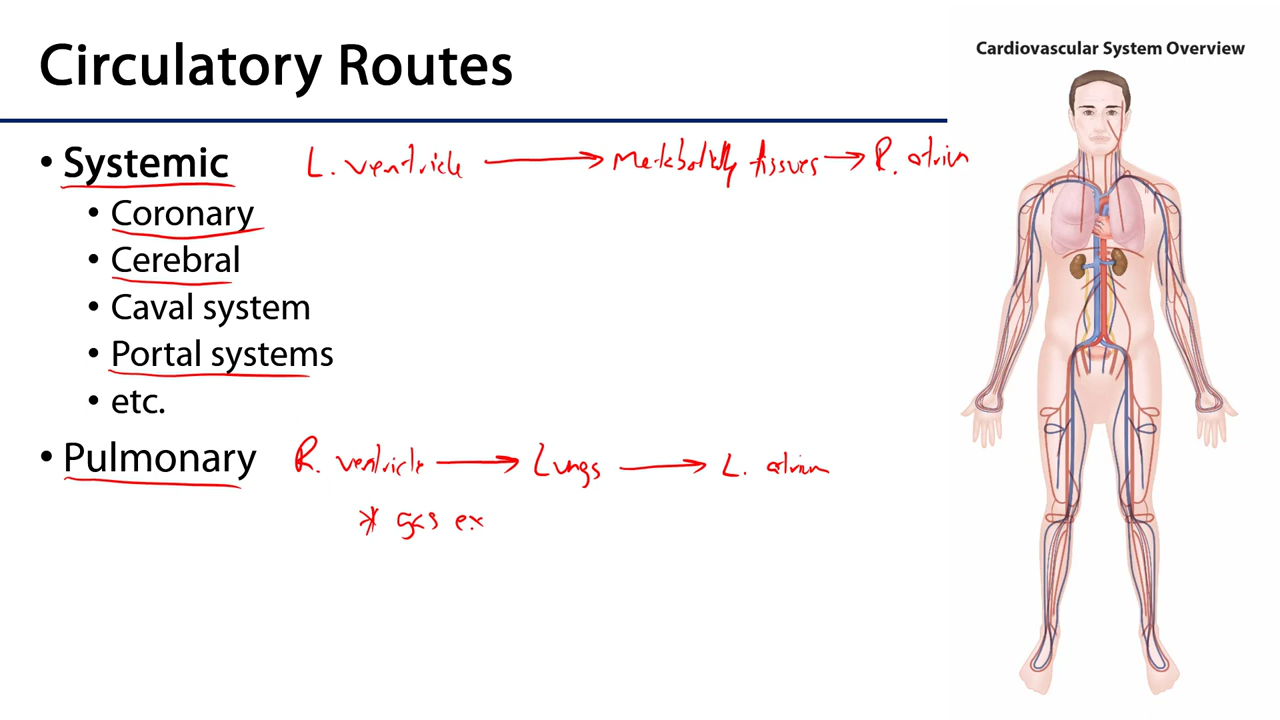 Circulatory Routes
Cardiovascular System Overview
• Systemic L. ventricle → tissues → R. atrium
• Coronary
• Cerebral
• Caval system
• Portal systems
• etc.
• Pulmonary R. ventricle → Lungs → L. atrium
* gas ex